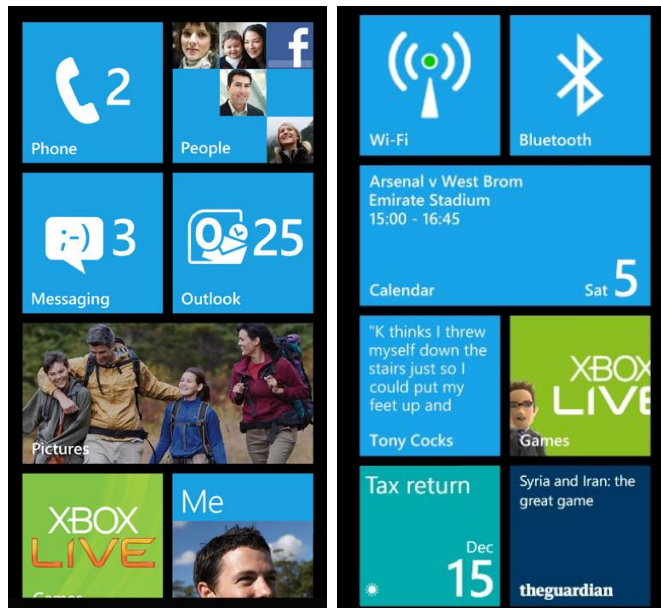 2
Phone
f
People
;-) 3
Messaging
O 25
Outlook
Pictures
XBOX
LIVE
Games
Me
Wi-Fi
Bluetooth
Arsenal v West Brom
Emirate Stadium
15:00 - 16:45
Calendar
Sat 5
"K thinks I threw
myself down the
stairs just so I
could put my
feet up and
Tony Cocks
XBOX
LIVE
Games
Tax return
Dec
15
Syria and Iran: the
great game
theguardian